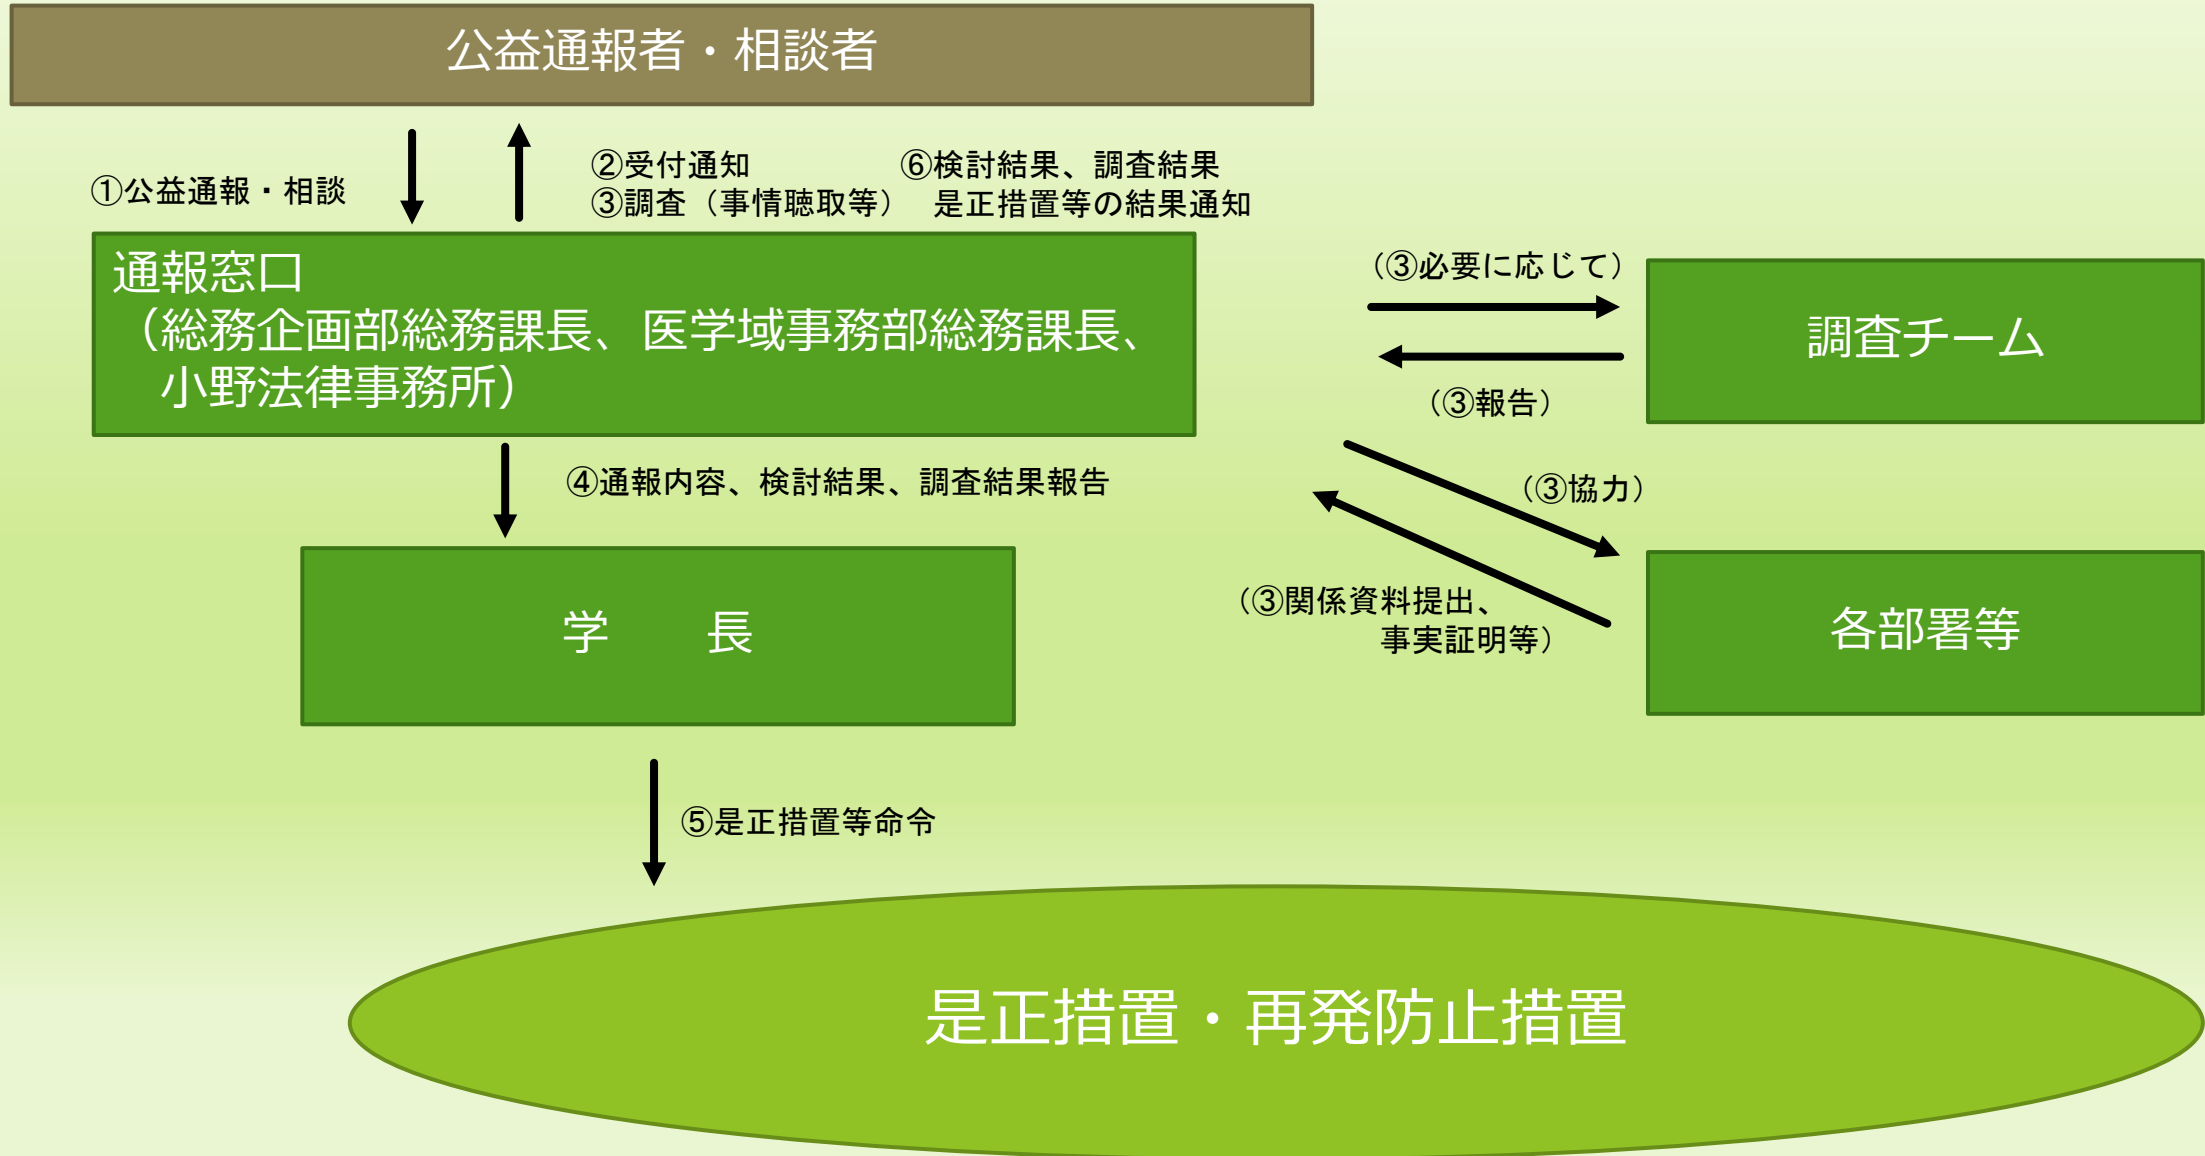 公益通報者・相談者
①公益通報・相談
②受付通知
③調査（事情聴取等）
⑥検討結果、調査結果
是正措置等の結果通知
通報窓口
（総務企画部総務課長、医学域事務部総務課長、
小野法律事務所）
（③必要に応じて）
調査チーム
（③報告）
④通報内容、検討結果、調査結果報告
（③協力）
学　　長
（③関係資料提出、
事実証明等）
各部署等
⑤是正措置等命令
是正措置・再発防止措置